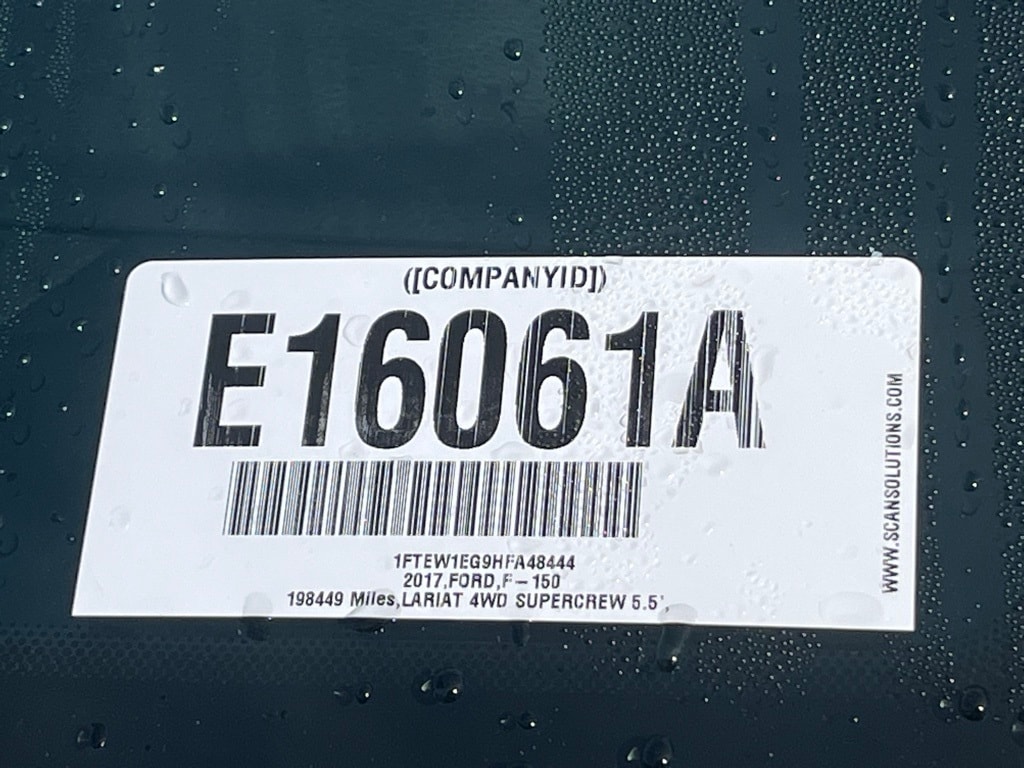 ([COMPANYID])
E16061A
1FTEW1EG9HFA48444
2017,FORD,F-150
198449 Miles,LARIAT 4WD SUPERCREW 5.5',
WWW.SCANSOLUTIONS.COM